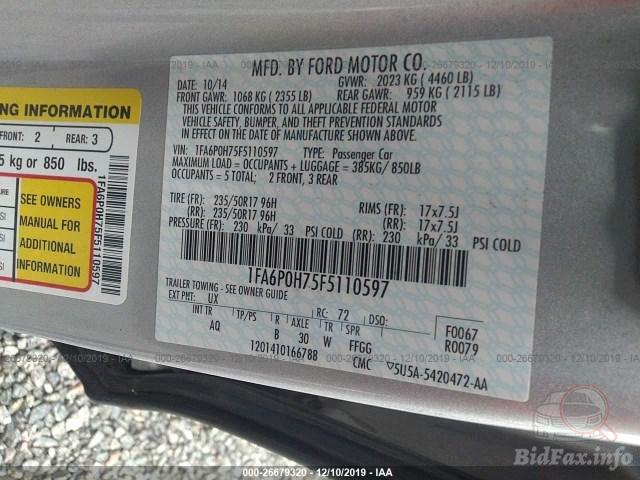 000-26679320 - 12/10/2019 - IAA
MFD. BY FORD MOTOR CO.
DATE: 10/14 GVWR: 2023 KG ( 4460 LB)
FRONT GAWR: 1068 KG ( 2355 LB) REAR GAWR: 959 KG ( 2115 LB)
THIS VEHICLE CONFORMS TO ALL APPLICABLE FEDERAL MOTOR
VEHICLE SAFETY, BUMPER, AND THEFT PREVENTION STANDARDS
IN EFFECT ON THE DATE OF MANUFACTURE SHOWN ABOVE.
VIN: 1FA6P0H75F5110597 TYPE: Passenger Car
MAXIMUM LOAD = OCCUPANTS + LUGGAGE = 385KG/ 850LB
OCCUPANTS = 5 TOTAL; 2 FRONT, 3 REAR
TIRE (FR): 235/50R17 96H RIMS (FR): 17x7.5J
(RR): 235/50R17 96H (RR): 17x7.5J
PRESSURE (FR): 230 kPa/ 33 PSI COLD (RR): 230 kPa/ 33 PSI COLD
1FA6P0H75F5110597
TRAILER TOWING - SEE OWNER GUIDE
EXT PNT: UX RC: 72 DSO:
INT TR TP/PS R AXLE TR SPR F0067
AQ B 30 W FFGG R0079
1201410166788 CMC 5U5A-5420472-AA
NG INFORMATION
FRONT: 2 REAR: 3
5 kg or 850 lbs.
SEE OWNERS
MANUAL FOR
ADDITIONAL
INFORMATION
1FA6P0H75F5110597
BidFax.info
000-26679320 - 12/10/2019 - IAA